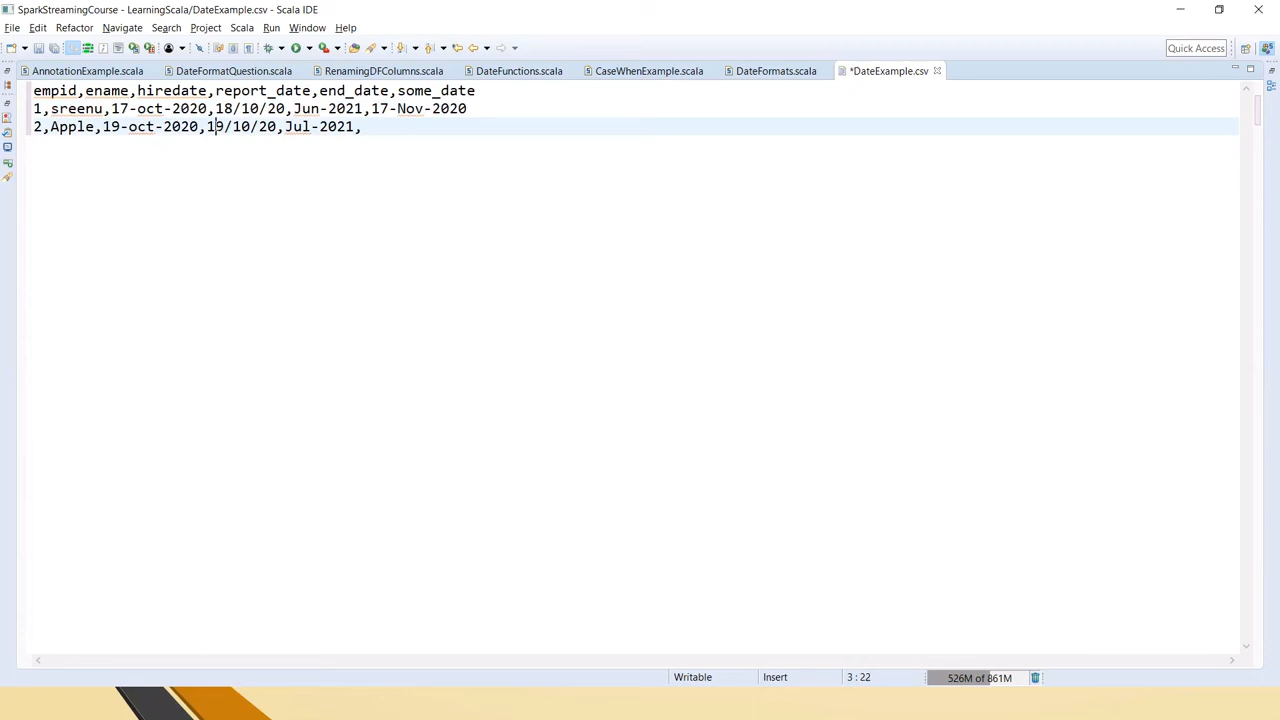 SparkStreamingCourse - LearningScala/DateExample.csv - Scala IDE
File Edit Refactor Navigate Search Project Scala Run Window Help
Quick Access
AnnotationExample.scala DateFormatQuestion.scala RenamingDFColumns.scala DateFunctions.scala CaseWhenExample.scala DateFormats.scala *DateExample.csv
empid,ename,hiredate,report_date,end_date,some_date
1,sreenu,17-oct-2020,18/10/20,Jun-2021,17-Nov-2020
2,Apple,19-oct-2020,19/10/20,Jul-2021,
Writable Insert 3 : 22 526M of 861M